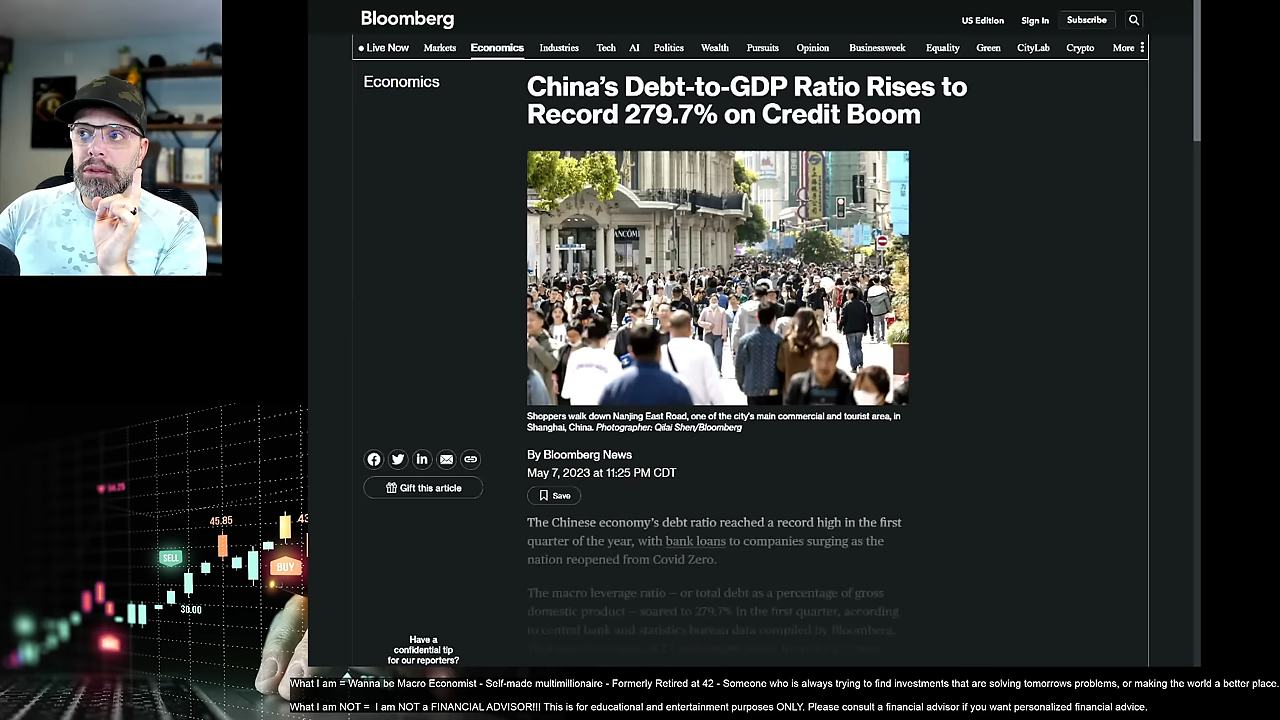 Bloomberg
US Edition
Sign In
Subscribe
Live Now
Markets
Economics
Industries
Tech
AI
Politics
Wealth
Pursuits
Opinion
Businessweek
Equality
Green
CityLab
Crypto
More
Economics
China's Debt-to-GDP Ratio Rises to
Record 279.7% on Credit Boom
Shoppers walk down Nanjing East Road, one of the city's main commercial and tourist area, in
Shanghai, China. Photographer: Qilai Shen/Bloomberg
By Bloomberg News
May 7, 2023 at 11:25 PM CDT
Save
Gift this article
The Chinese economy's debt ratio reached a record high in the first
quarter of the year, with bank loans to companies surging as the
nation reopened from Covid Zero.
The macro leverage ratio — or total debt as a percentage of gross
domestic product — soared to 279.7% in the first quarter, according
to central bank and statistics bureau data compiled by Bloomberg.
Have a
confidential tip
for our reporters?
45.85
SELL
BUY
30.00
What I am = Wanna be Macro Economist - Self-made multimillionaire - Formerly Retired at 42 - Someone who is always trying to find investments that are solving tomorrows problems, or making the world a better place.
What I am NOT = I am NOT a FINANCIAL ADVISOR!!! This is for educational and entertainment purposes ONLY. Please consult a financial advisor if you want personalized financial advice.